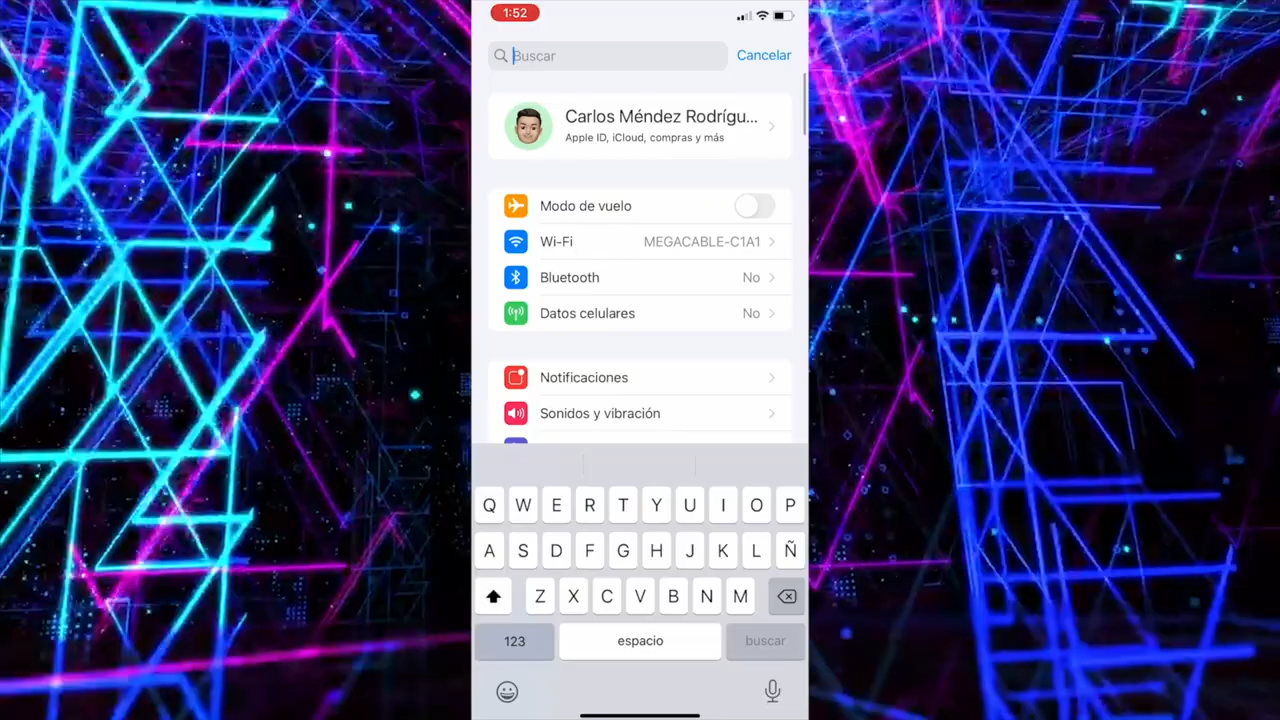 1:52
Buscar
Cancelar
Carlos Méndez Rodrígu...
Apple ID, iCloud, compras y más
Modo de vuelo
Wi-Fi MEGACABLE-C1A1
Bluetooth No
Datos celulares No
Notificaciones
Sonidos y vibración
Q W E R T Y U I O P
A S D F G H J K L Ñ
Z X C V B N M
123 espacio buscar